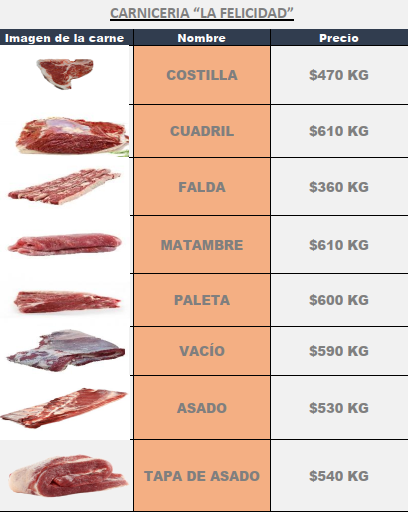 CARNICERIA “LA FELICIDAD”
Imagen de la carne Nombre Precio
COSTILLA $470 KG
CUADRIL $610 KG
FALDA $360 KG
MATAMBRE $610 KG
PALETA $600 KG
VACÍO $590 KG
ASADO $530 KG
TAPA DE ASADO $540 KG